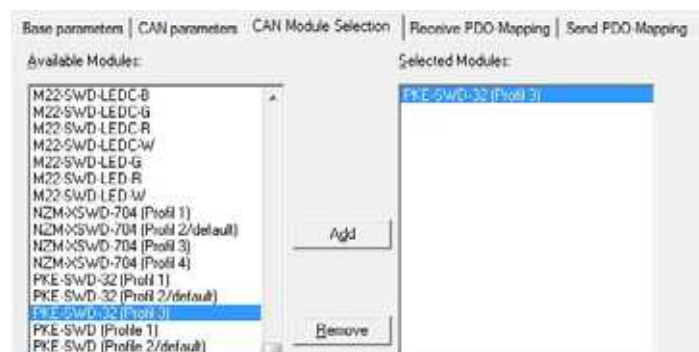 Base parameters CAN parameters CAN Module Selection Receive PDO-Mapping Send PDO-Mapping
Available Modules:
Selected Modules:
M22-SWD-LEDC-B
M22-SWD-LEDC-G
M22-SWD-LEDC-R
M22-SWD-LEDC-W
M22-SWD-LED-G
M22-SWD-LED-R
M22-SWD-LED-W
NZM-XSWD-704 (Profil 1)
NZM-XSWD-704 (Profil 2/default)
NZM-XSWD-704 (Profil 3)
NZM-XSWD-704 (Profil 4)
PKE-SWD-32 (Profil 1)
PKE-SWD-32 (Profil 2/default)
PKE-SWD-32 (Profil 3)
PKE-SWD (Profile 1)
PKE-SWD (Profile 2/default)
Add
Remove
PKE-SWD-32 (Profil 3)